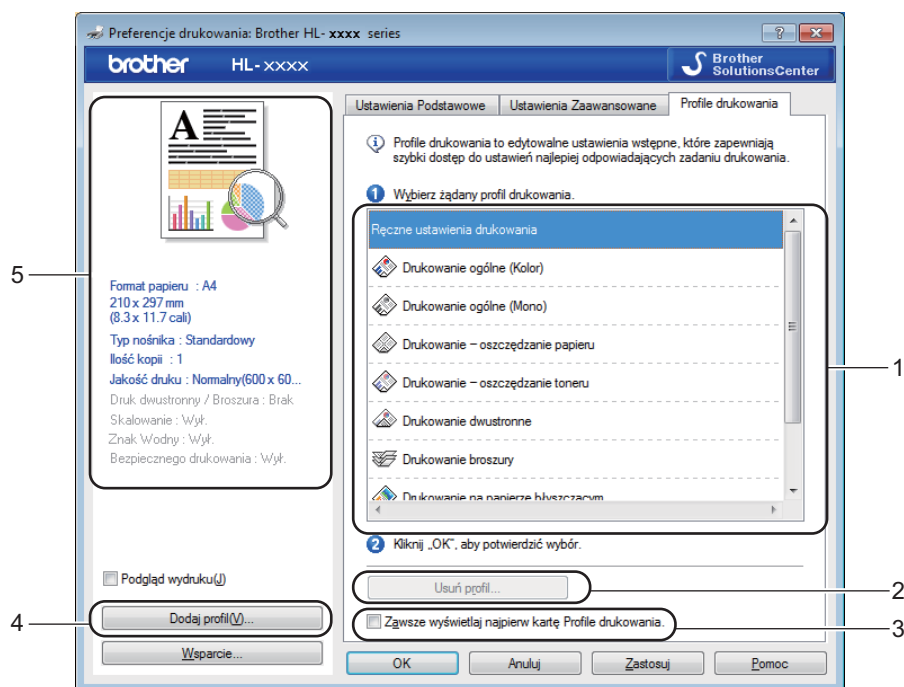 Preferencje drukowania: Brother HL- xxxx series
brother HL-xxxx
Brother
SolutionsCenter
Ustawienia Podstawowe Ustawienia Zaawansowane Profile drukowania
Profile drukowania to edytowalne ustawienia wstępne, które zapewniają
szybki dostęp do ustawień najlepiej odpowiadających zadaniu drukowania.
1 Wybierz żądany profil drukowania.
Ręczne ustawienia drukowania
Drukowanie ogólne (Kolor)
Drukowanie ogólne (Mono)
Drukowanie – oszczędzanie papieru
Drukowanie – oszczędzanie toneru
Drukowanie dwustronne
Drukowanie broszury
Drukowanie na papierze błyszczącym
2 Kliknij „OK”, aby potwierdzić wybór.
Usuń profil...
Zawsze wyświetlaj najpierw kartę Profile drukowania.
OK Anuluj Zastosuj Pomoc
A
Format papieru : A4
210 x 297 mm
(8.3 x 11.7 cali)
Typ nośnika : Standardowy
Ilość kopii : 1
Jakość druku : Normalny(600 x 60...
Druk dwustronny / Broszura : Brak
Skalowanie : Wył.
Znak Wodny : Wył.
Bezpiecznego drukowania : Wył.
Podgląd wydruku(J)
Dodaj profil(V)...
Wsparcie...
1
2
3
4
5